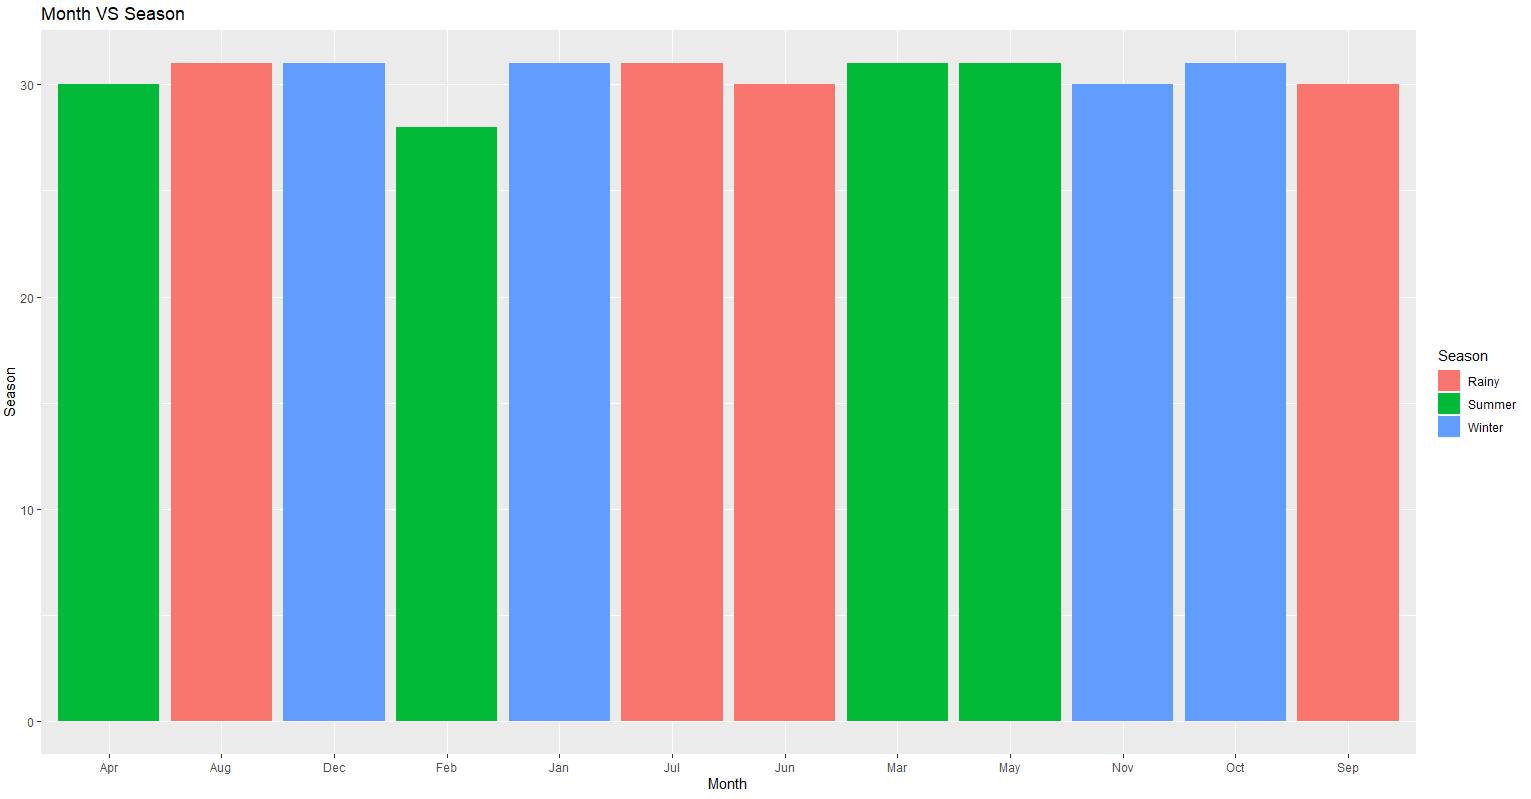 Month VS Season
30
20
10
0
Season
Apr Aug Dec Feb Jan Jul Jun Mar May Nov Oct Sep
Month
Season
Rainy
Summer
Winter